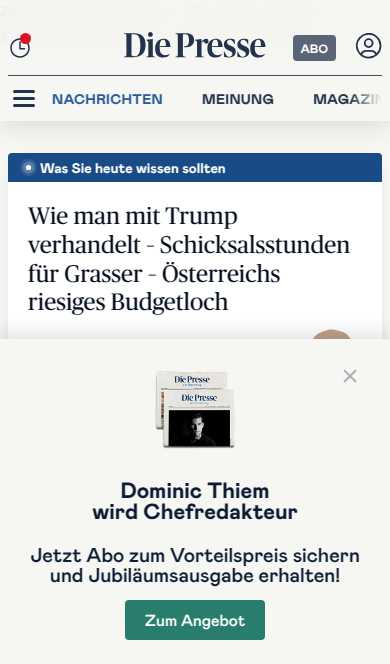 Die Presse
ABO
NACHRICHTEN MEINUNG MAGAZIN
Was Sie heute wissen sollten
Wie man mit Trump
verhandelt - Schicksalsstunden
für Grasser - Österreichs
riesiges Budgetloch
Die Presse
Die Presse
Dominic Thiem
wird Chefredakteur
Jetzt Abo zum Vorteilspreis sichern
und Jubiläumsausgabe erhalten!
Zum Angebot